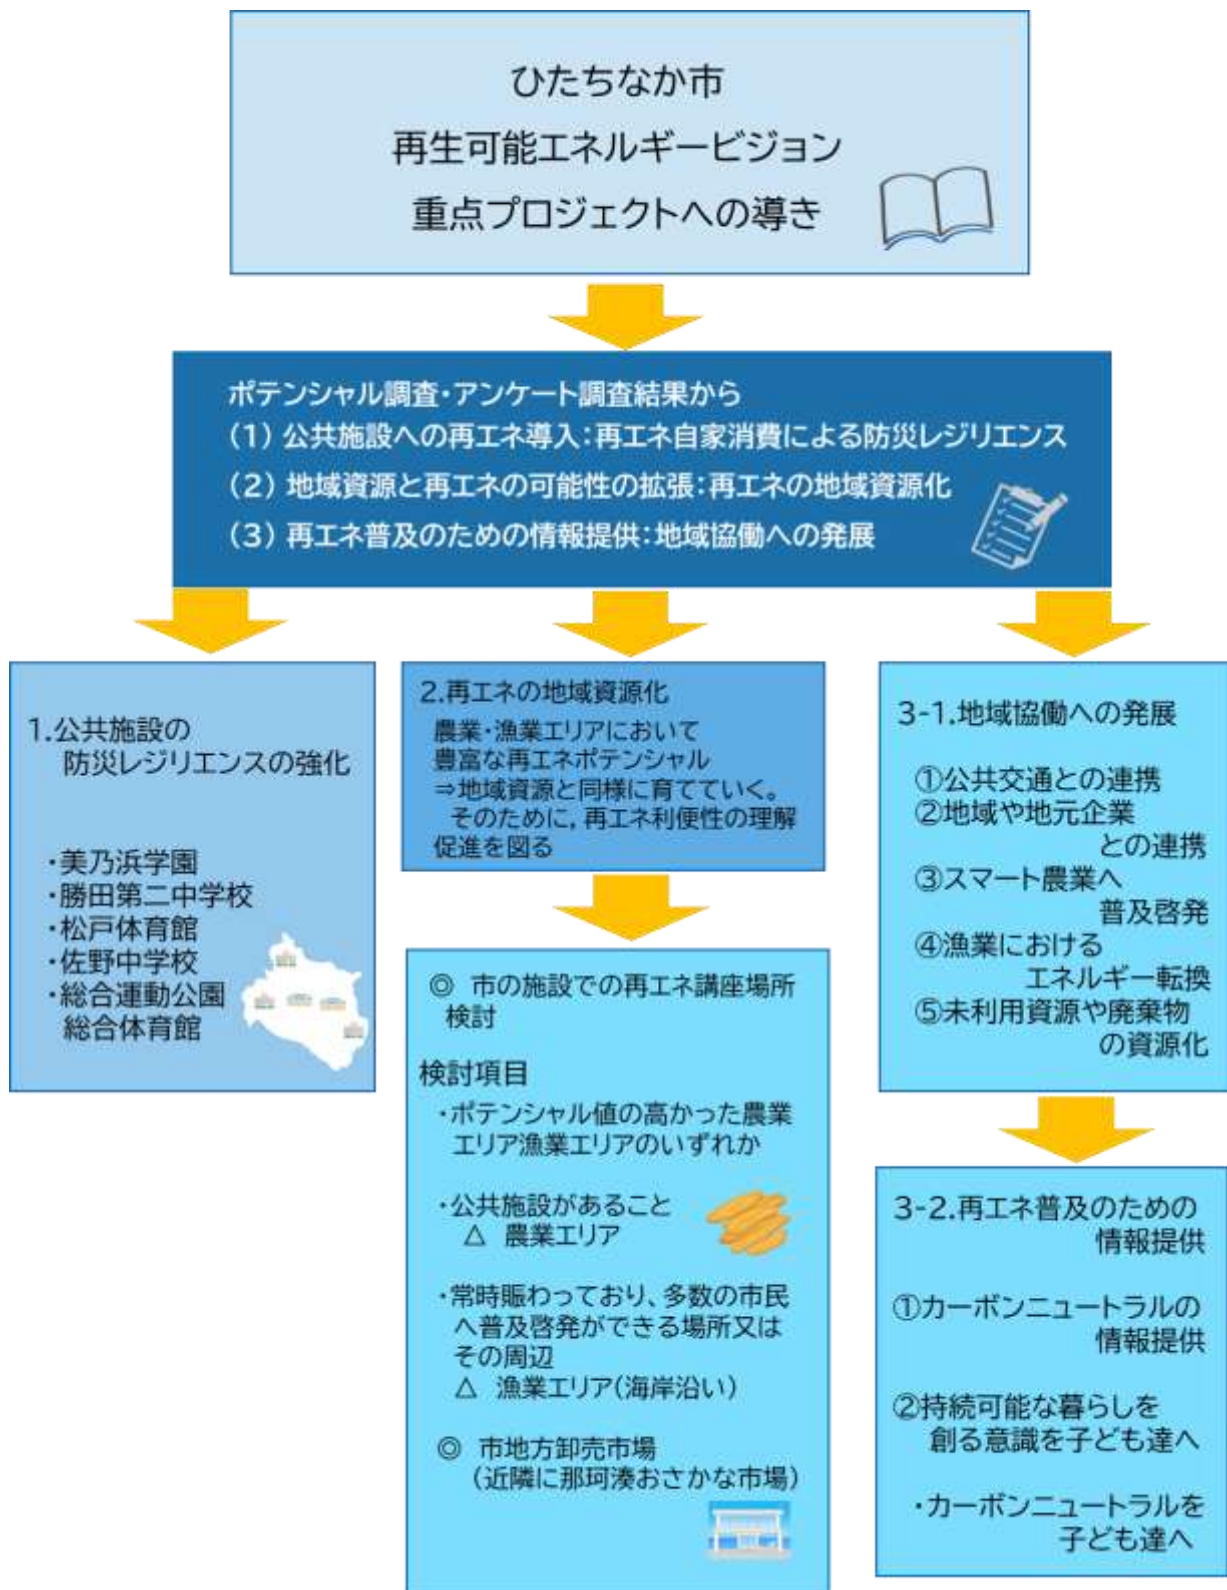 ひたちなか市
再生可能エネルギービジョン
重点プロジェクトへの導き
ポテンシャル調査・アンケート調査結果から
(1) 公共施設への再エネ導入：再エネ自家消費による防災レジリエンス
(2) 地域資源と再エネの可能性の拡張：再エネの地域資源化
(3) 再エネ普及のための情報提供：地域協働への発展
1.公共施設の
防災レジリエンスの強化
・美乃浜学園
・勝田第二中学校
・松戸体育館
・佐野中学校
・総合運動公園
総合体育館
2.再エネの地域資源化
農業・漁業エリアにおいて
豊富な再エネポテンシャル
⇒地域資源と同様に育てていく。
そのために，再エネ利便性の理解
促進を図る
◎ 市の施設での再エネ講座場所
検討
検討項目
・ポテンシャル値の高かった農業
エリア漁業エリアのいずれか
・公共施設があること
△ 農業エリア
・常時賑わっており、多数の市民
へ普及啓発ができる場所又は
その周辺
△ 漁業エリア（海岸沿い）
◎ 市地方卸売市場
（近隣に那珂湊おさかな市場）
3-1.地域協働への発展
①公共交通との連携
②地域や地元企業
との連携
③スマート農業へ
普及啓発
④漁業における
エネルギー転換
⑤未利用資源や廃棄物
の資源化
3-2.再エネ普及のための
情報提供
①カーボンニュートラルの
情報提供
②持続可能な暮らしを
創る意識を子ども達へ
・カーボンニュートラルを
子ども達へ